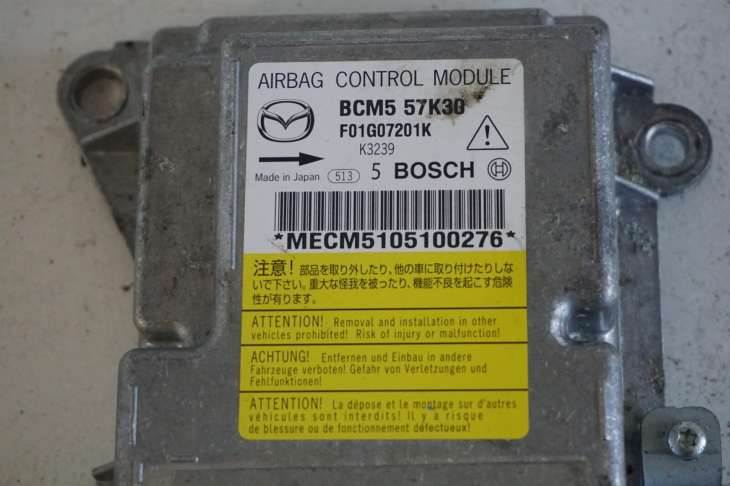 AIRBAG CONTROL MODULE
BCM5 57K30
F01G07201K
K3239
Made in Japan 513 5 BOSCH
*MECM5105100276*
注意! 部品を取り外したり、他の車に取り付けたりしな
いで下さい。重大な怪我を被ったり、機能不良を起こす危険
性が有ります。
ATTENTION! Removal and installation in other
vehicles prohibited! Risk of injury or malfunction!
ACHTUNG! Entfernen und Einbau in andere
Fahrzeuge verboten! Gefahr von Verletzungen und
Fehlfunktionen!
ATTENTION! La dépose et le montage sur d'autres
véhicules sont interdits! Il y a risque
de blessure ou de fonctionnement défectueux!